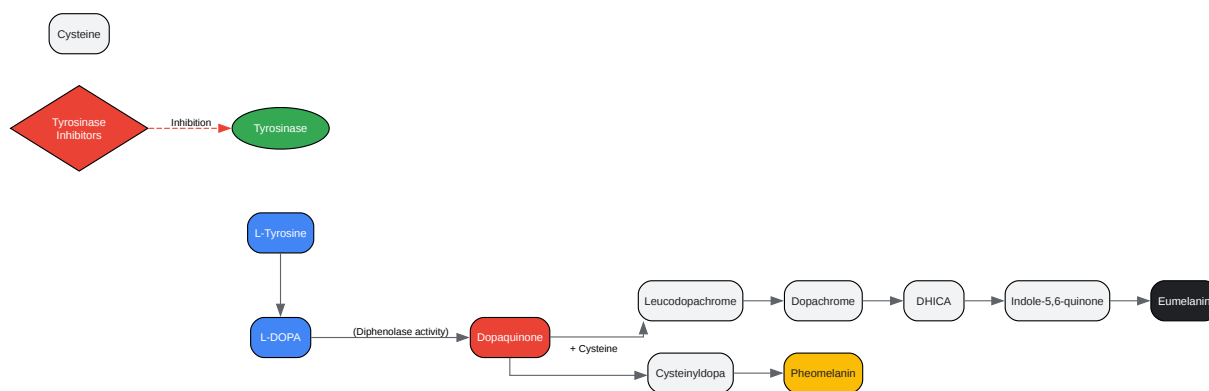 Cysteine
Tyrosinase
Inhibitors
Inhibition
Tyrosinase
L-Tyrosine
Leucodopachrome
Dopachrome
DHICA
Indole-5,6-quinone
Eumelanin
L-DOPA
(Diphenolase activity)
Dopaquinone
+ Cysteine
Cysteinyldopa
Pheomelanin